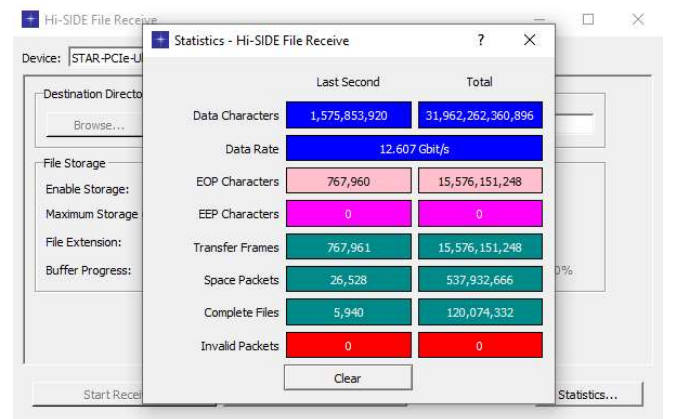 Hi-SIDE File Receive
Statistics - Hi-SIDE File Receive ?
Device: STAR-PCIe-U
Destination Directo
Browse...
File Storage
Enable Storage:
Maximum Storage
File Extension:
Buffer Progress: 0%
Last Second Total
Data Characters 1,575,853,920 31,962,262,360,896
Data Rate 12.607 Gbit/s
EOP Characters 767,960 15,576,151,248
EEP Characters 0 0
Transfer Frames 767,961 15,576,151,248
Space Packets 26,528 537,932,666
Complete Files 5,940 120,074,332
Invalid Packets 0 0
Clear
Start Recei
Statistics...